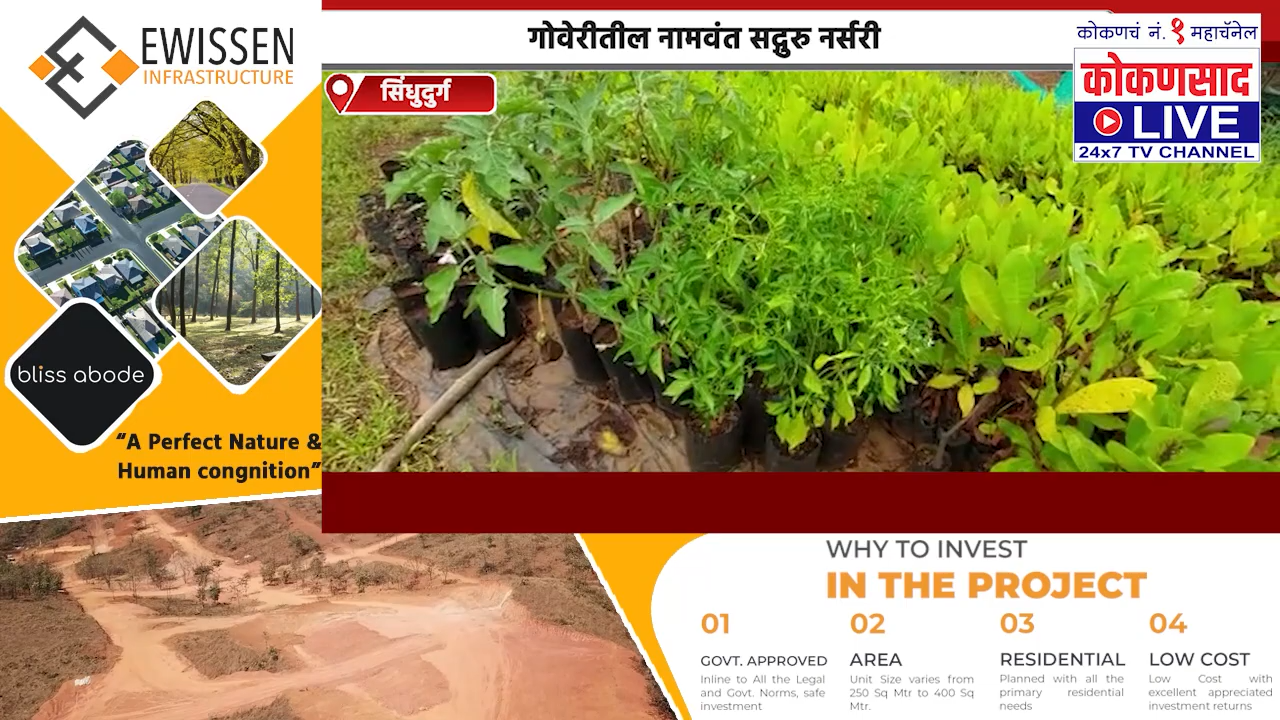 EWISSEN
INFRASTRUCTURE
bliss abode
“A Perfect Nature &
Human congnition”
गोवेरीतील नामवंत सद्गुरु नर्सरी
सिंधुदुर्ग
कोकणचं नं. १ महाचॅनेल
कोकणसाद
LIVE
24x7 TV CHANNEL
WHY TO INVEST
IN THE PROJECT
01
GOVT. APPROVED
Inline to All the Legal
and Govt. Norms, safe
investment
02
AREA
Unit Size varies from
250 Sq Mtr to 400 Sq
Mtr.
03
RESIDENTIAL
Planned with all the
primary residential
needs
04
LOW COST
Low Cost with
excellent appreciated
investment returns